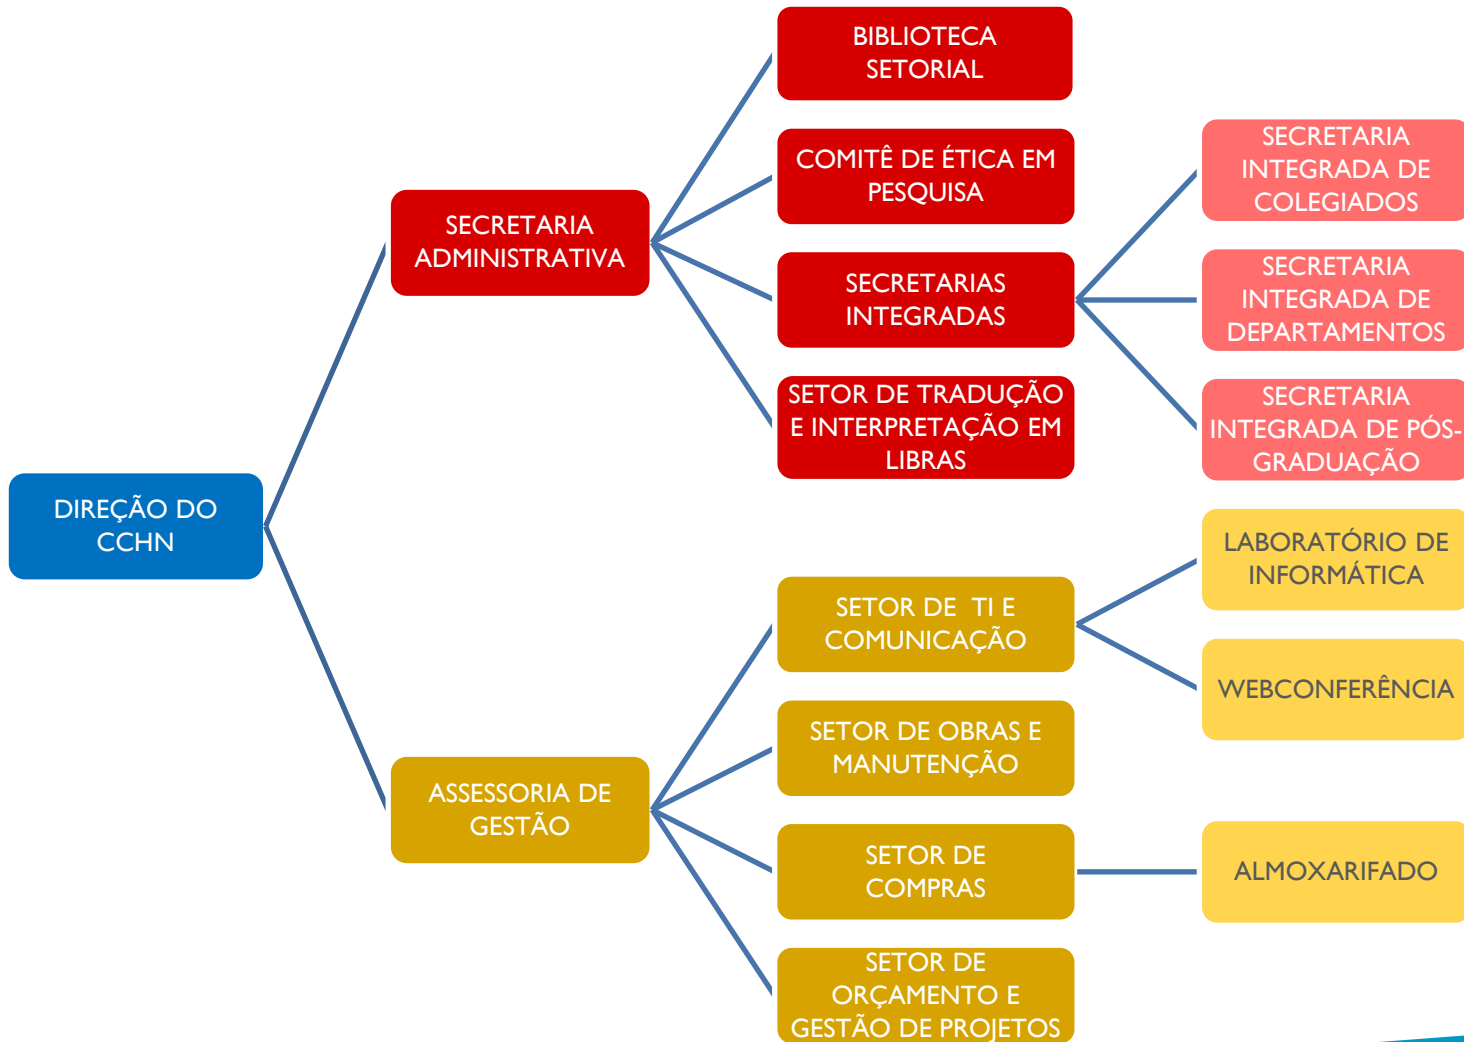 BIBLIOTECA
SETORIAL
COMITÊ DE ÉTICA EM
PESQUISA
SECRETARIA
INTEGRADA DE
COLEGIADOS
SECRETARIA
ADMINISTRATIVA
SECRETARIAS
INTEGRADAS
SECRETARIA
INTEGRADA DE
DEPARTAMENTOS
SETOR DE TRADUÇÃO
E INTERPRETAÇÃO EM
LIBRAS
SECRETARIA
INTEGRADA DE PÓS-
GRADUAÇÃO
DIREÇÃO DO
CCHN
SETOR DE  TI E
COMUNICAÇÃO
LABORATÓRIO DE
INFORMÁTICA
WEBCONFERÊNCIA
SETOR DE OBRAS E
MANUTENÇÃO
ASSESSORIA DE
GESTÃO
SETOR DE
COMPRAS
ALMOXARIFADO
SETOR DE
ORÇAMENTO E
GESTÃO DE PROJETOS